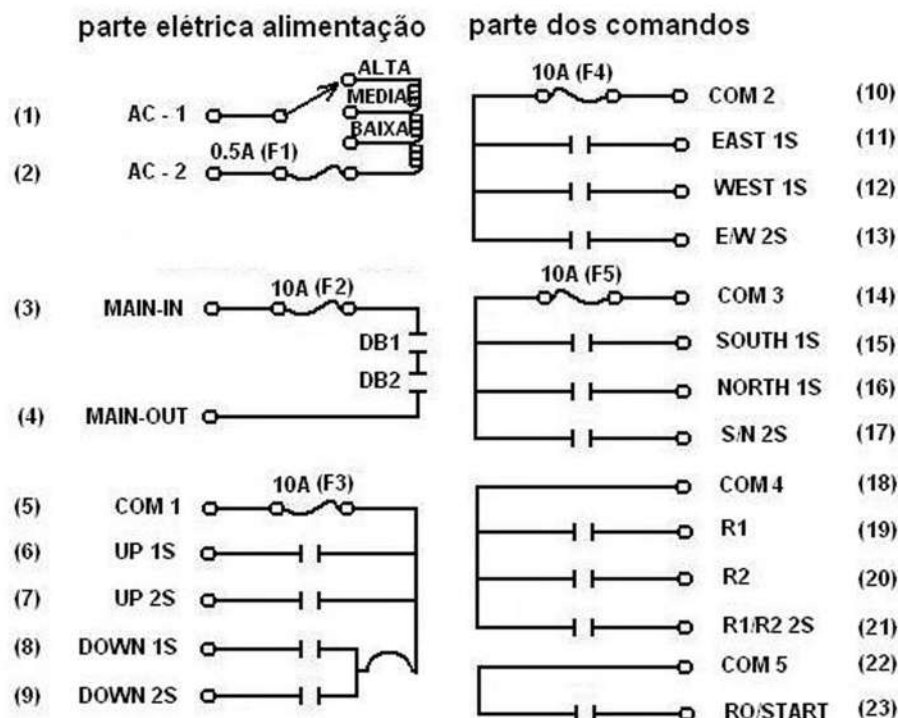 parte elétrica alimentação
(1) AC - 1 ALTA
MEDIA
BAIXA
(2) AC - 2 0.5A (F1)
(3) MAIN-IN 10A (F2)
DB1
DB2
(4) MAIN-OUT
(5) COM 1 10A (F3)
(6) UP 1S
(7) UP 2S
(8) DOWN 1S
(9) DOWN 2S
parte dos comandos
10A (F4) COM 2 (10)
EAST 1S (11)
WEST 1S (12)
E/W 2S (13)
10A (F5) COM 3 (14)
SOUTH 1S (15)
NORTH 1S (16)
S/N 2S (17)
COM 4 (18)
R1 (19)
R2 (20)
R1/R2 2S (21)
COM 5 (22)
RO/START (23)